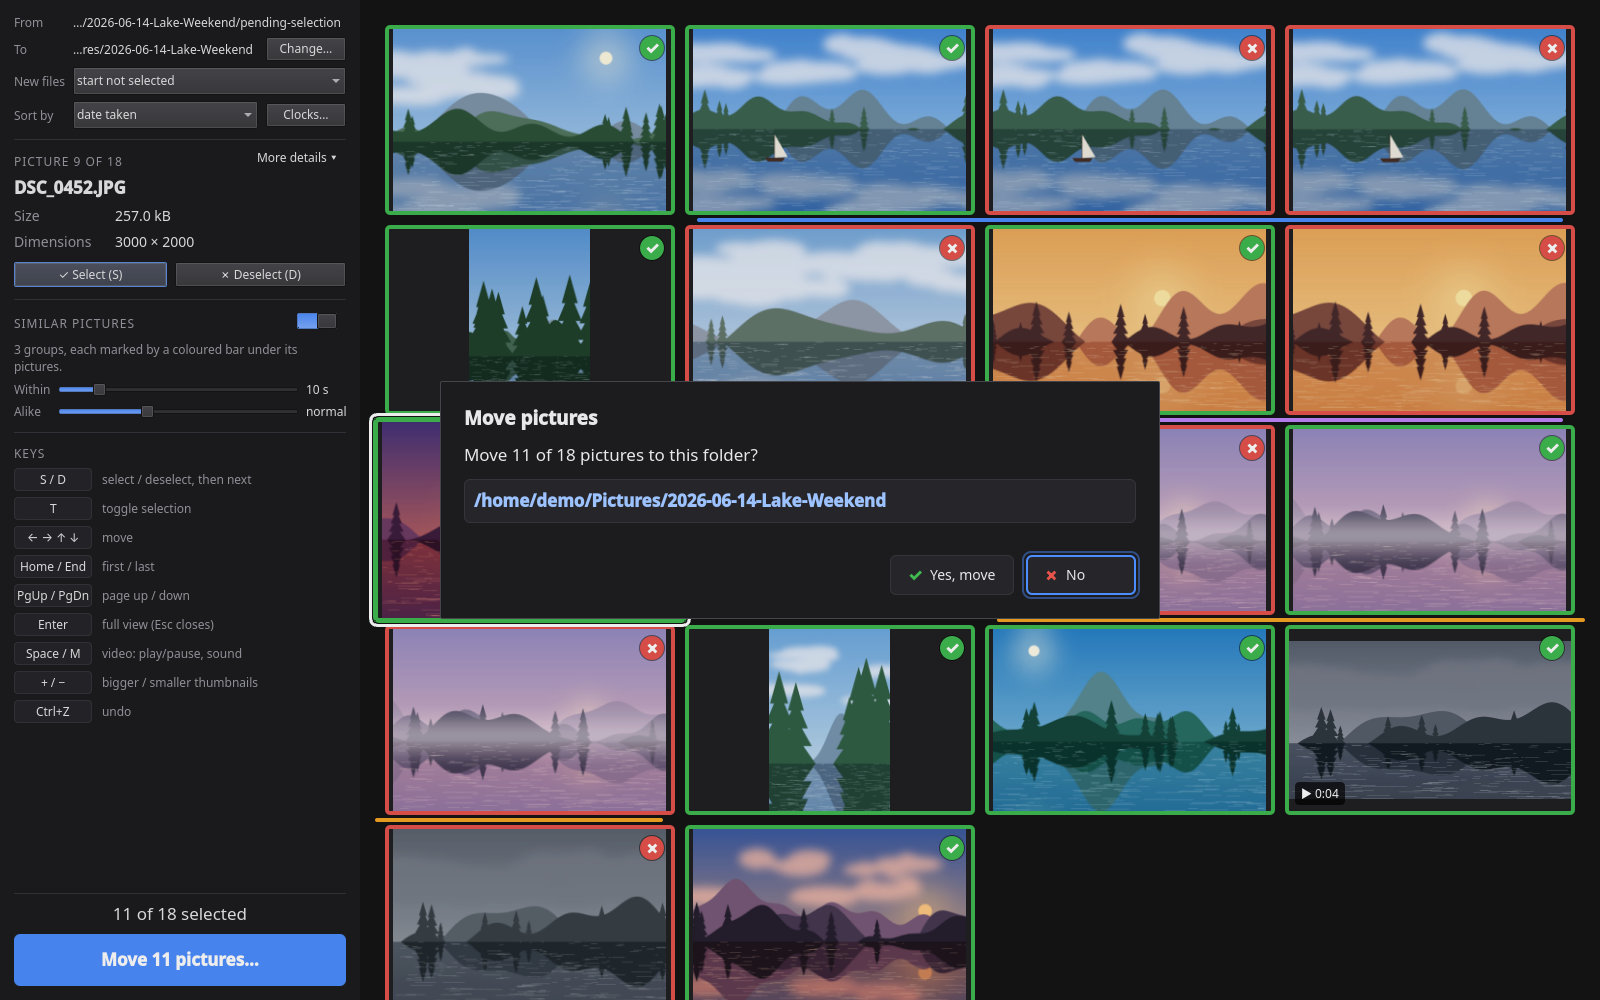 From .../2026-06-14-Lake-Weekend/pending-selection
To ...res/2026-06-14-Lake-Weekend Change...
New files start not selected
Sort by date taken Clocks...
PICTURE 9 OF 18 More details ▾
DSC_0452.JPG
Size 257.0 kB
Dimensions 3000 × 2000
✓ Select (S) × Deselect (D)
SIMILAR PICTURES
3 groups, each marked by a coloured bar under its
pictures.
Within 10 s
Alike normal
KEYS
S / D select / deselect, then next
T toggle selection
← → ↑ ↓ move
Home / End first / last
PgUp / PgDn page up / down
Enter full view (Esc closes)
Space / M video: play/pause, sound
+ / − bigger / smaller thumbnails
Ctrl+Z undo
11 of 18 selected
Move 11 pictures...
Move pictures
Move 11 of 18 pictures to this folder?
/home/demo/Pictures/2026-06-14-Lake-Weekend
Yes, move No
0:04